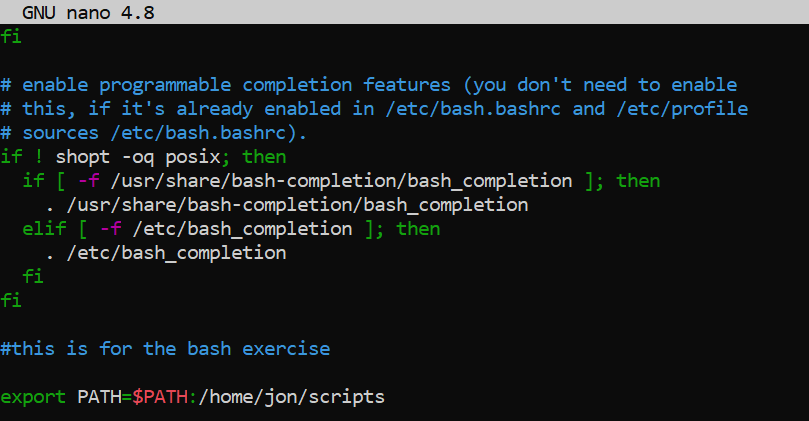 GNU nano 4.8
fi
# enable programmable completion features (you don't need to enable
# this, if it's already enabled in /etc/bash.bashrc and /etc/profile
# sources /etc/bash.bashrc).
if ! shopt -oq posix; then
  if [ -f /usr/share/bash-completion/bash_completion ]; then
    . /usr/share/bash-completion/bash_completion
  elif [ -f /etc/bash_completion ]; then
    . /etc/bash_completion
  fi
fi
#this is for the bash exercise
export PATH=$PATH:/home/jon/scripts